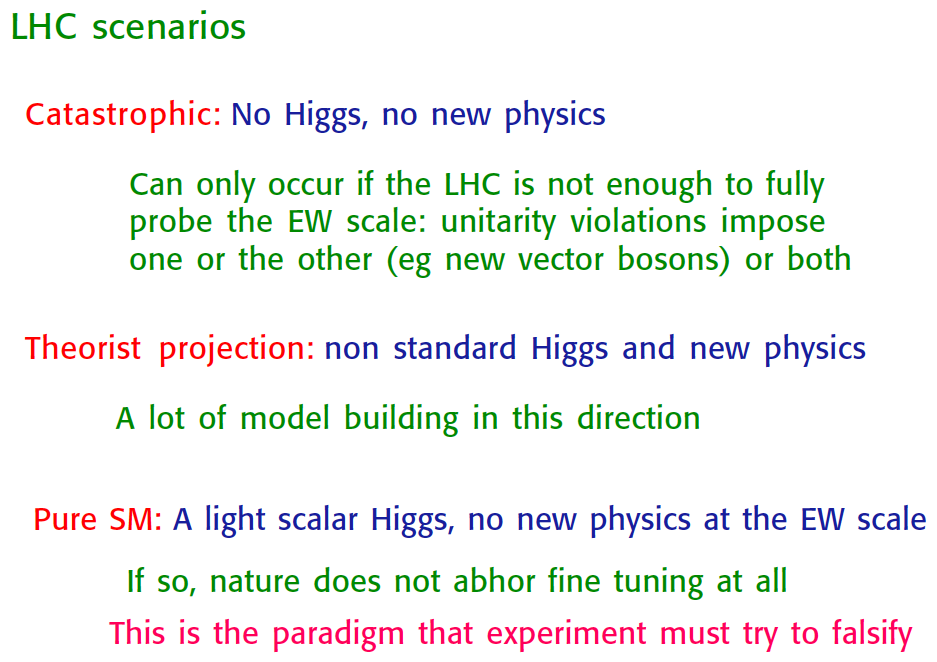 LHC scenarios
Catastrophic: No Higgs, no new physics
Can only occur if the LHC is not enough to fully
probe the EW scale: unitarity violations impose
one or the other (eg new vector bosons) or both
Theorist projection: non standard Higgs and new physics
A lot of model building in this direction
Pure SM: A light scalar Higgs, no new physics at the EW scale
If so, nature does not abhor fine tuning at all
This is the paradigm that experiment must try to falsify